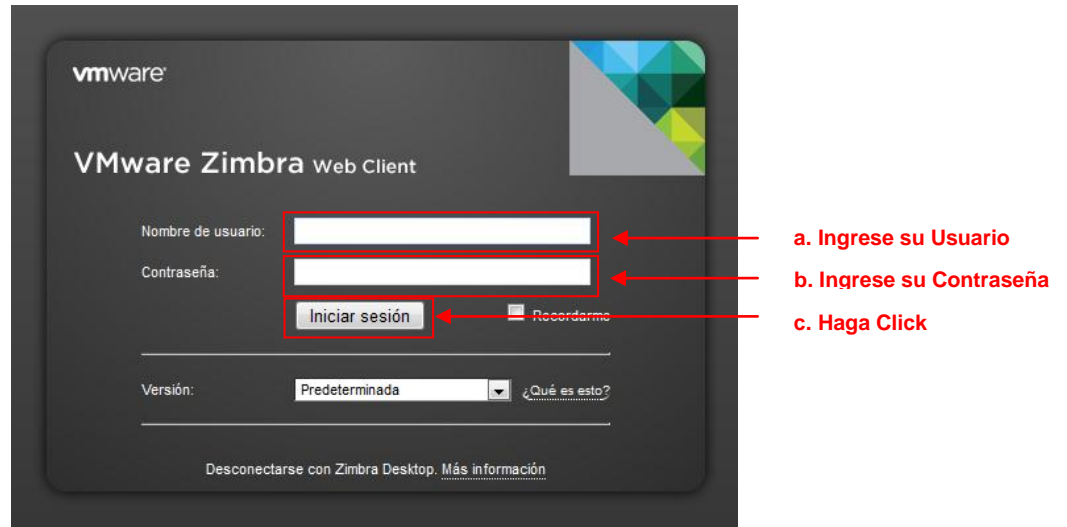 vmware
VMware Zimbra Web Client
Nombre de usuario:
a. Ingrese su Usuario
Contraseña:
b. Ingrese su Contraseña
Iniciar sesión
Recordarme
c. Haga Click
Versión:
Predeterminada
¿Qué es esto?
Desconectarse con Zimbra Desktop. Más información